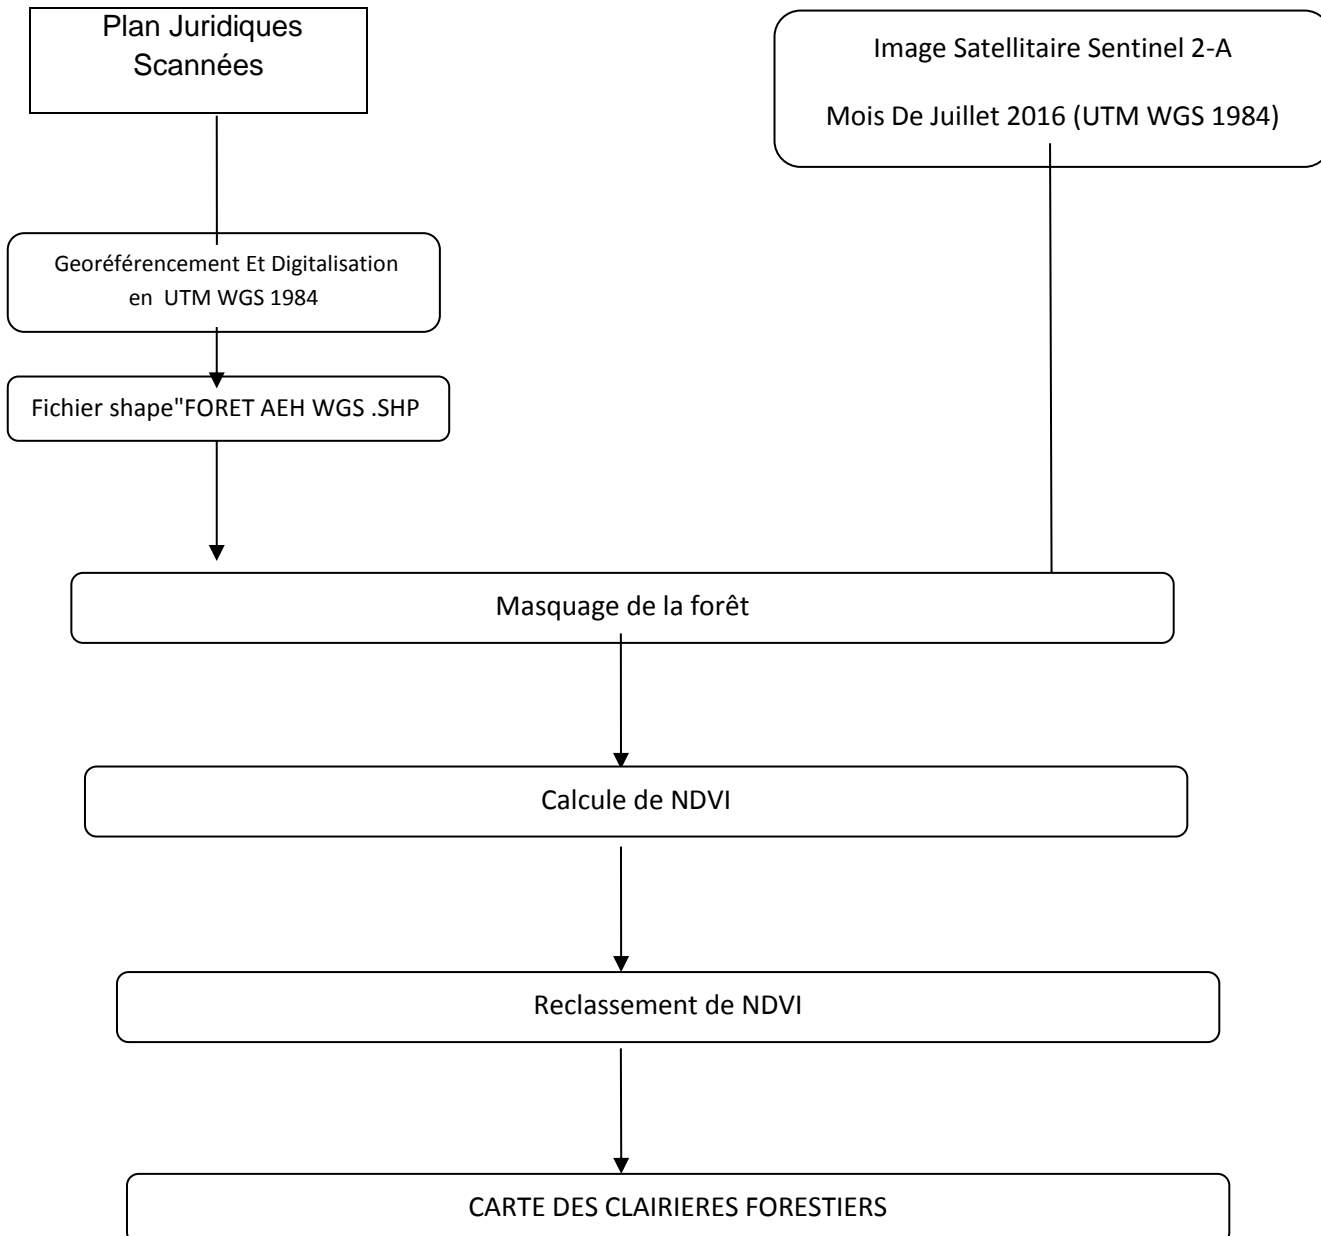 Plan Juridiques
Scannées
Image Satellitaire Sentinel 2-A
Mois De Juillet 2016 (UTM WGS 1984)
Georéférencement Et Digitalisation
en UTM WGS 1984
Fichier shape"FORET AEH WGS .SHP
Masquage de la forêt
Calcule de NDVI
Reclassement de NDVI
CARTE DES CLAIRIERES FORESTIERS